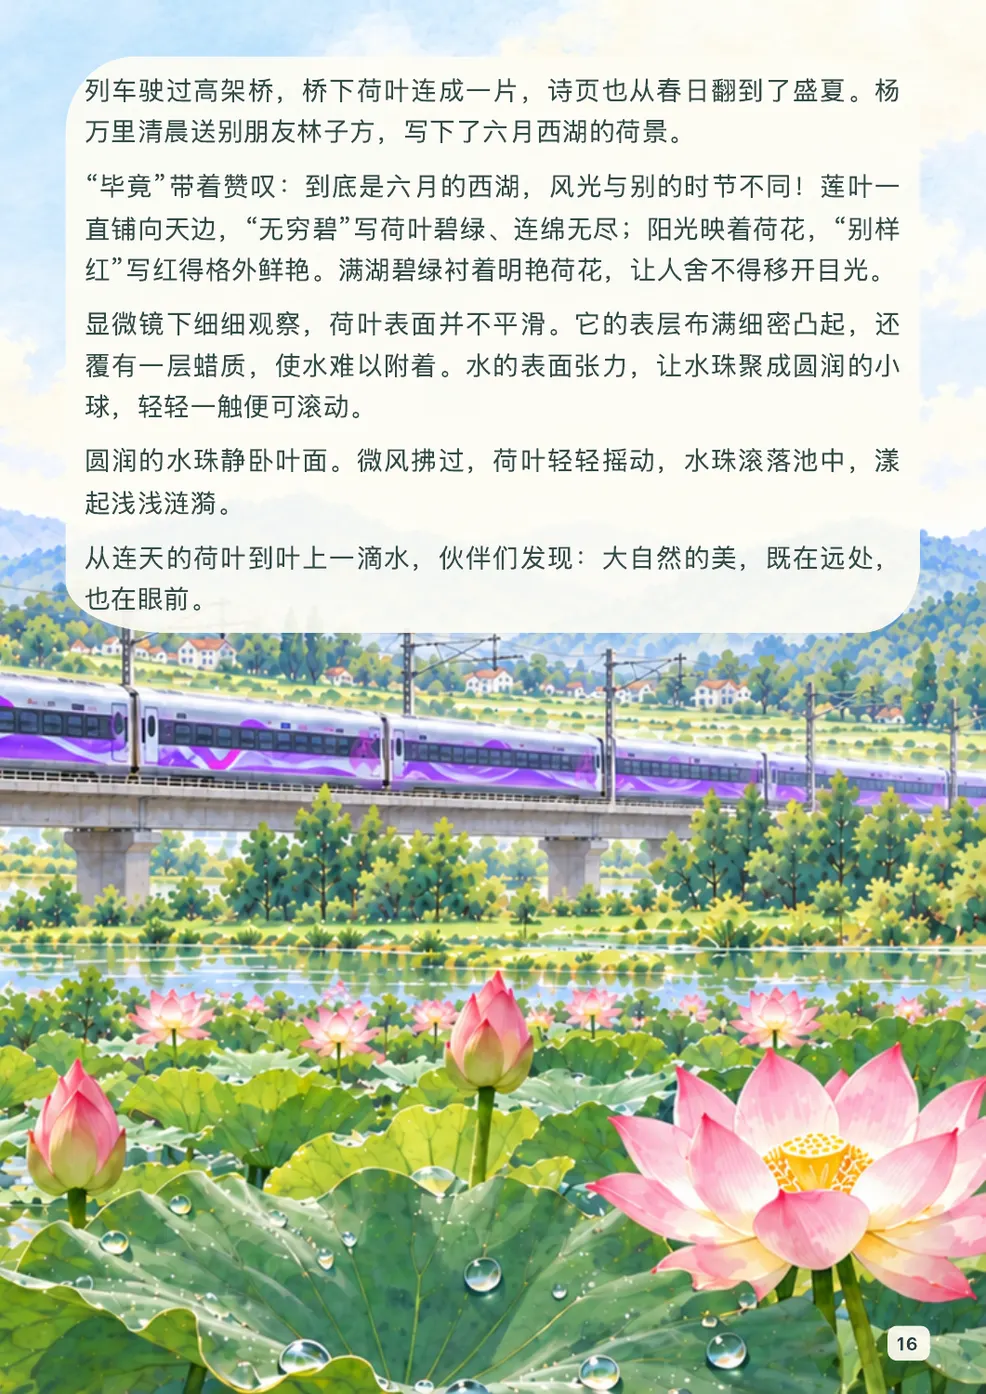 列车驶过高架桥，桥下荷叶连成一片，诗页也从春日翻到了盛夏。杨
万里清晨送别朋友林子方，写下了六月西湖的荷景。
“毕竟”带着赞叹：到底是六月的西湖，风光与别的时节不同！莲叶一
直铺向天边，“无穷碧”写荷叶碧绿、连绵无尽；阳光映着荷花，“别样
红”写红得格外鲜艳。满湖碧绿衬着明艳荷花，让人舍不得移开目光。
显微镜下细细观察，荷叶表面并不平滑。它的表层布满细密凸起，还
覆有一层蜡质，使水难以附着。水的表面张力，让水珠聚成圆润的小
球，轻轻一触便可滚动。
圆润的水珠静卧叶面。微风拂过，荷叶轻轻摇动，水珠滚落池中，漾
起浅浅涟漪。
从连天的荷叶到叶上一滴水，伙伴们发现：大自然的美，既在远处，
也在眼前。
16